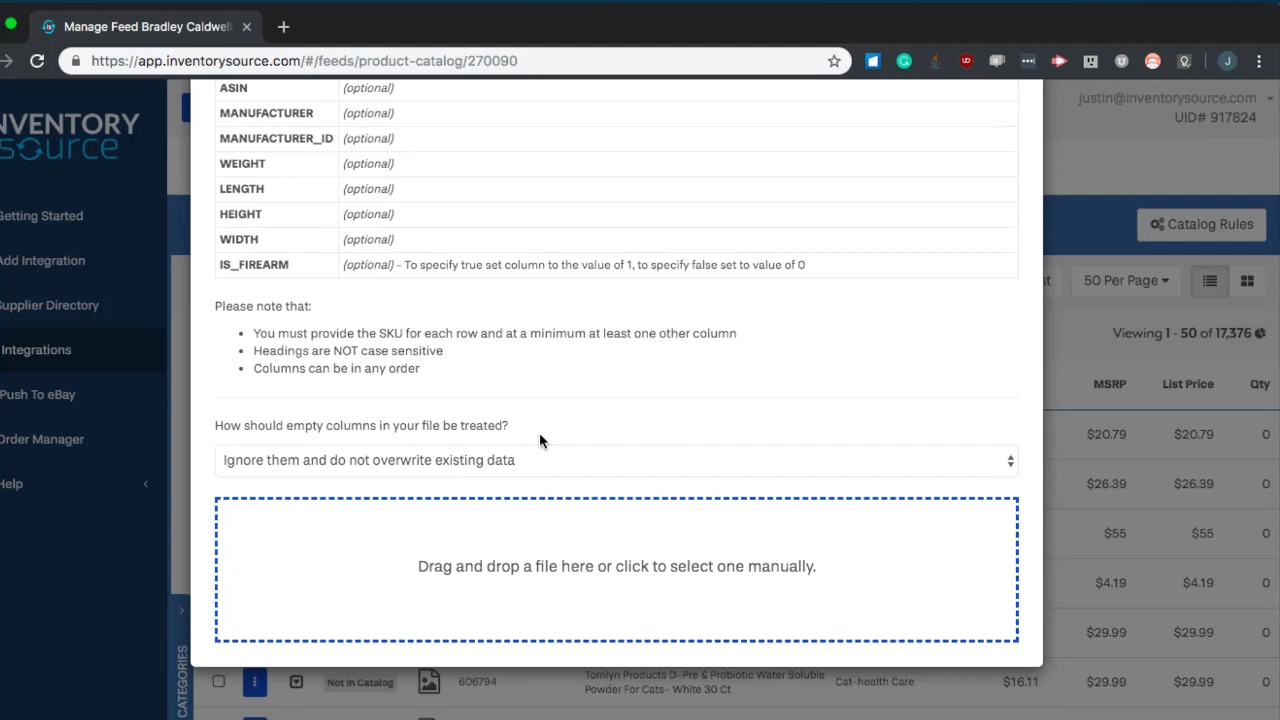 Manage Feed Bradley Caldwel
https://app.inventorysource.com/#/feeds/product-catalog/270090
J
NVENTORY
source
justin@inventorysource.com
UID# 917824
Getting Started
Add Integration
Supplier Directory
Integrations
Push To eBay
Order Manager
Help
ASIN (optional)
MANUFACTURER (optional)
MANUFACTURER_ID (optional)
WEIGHT (optional)
LENGTH (optional)
HEIGHT (optional)
WIDTH (optional)
IS_FIREARM (optional) - To specify true set column to the value of 1, to specify false set to value of 0
Please note that:
• You must provide the SKU for each row and at a minimum at least one other column
• Headings are NOT case sensitive
• Columns can be in any order
How should empty columns in your file be treated?
Ignore them and do not overwrite existing data
Drag and drop a file here or click to select one manually.
Catalog Rules
st 50 Per Page
Viewing 1 - 50 of 17,376
MSRP List Price Qty
$20.79 $20.79 0
$26.39 $26.39 0
$55 $55 0
$4.19 $4.19 0
$29.99 $29.99 0
CATEGORIES
Not In Catalog 606794 Tomlyn Products D-Pre & Probiotic Water Soluble Cat-health Care $16.11 $29.99 $29.99 0
Powder For Cats- White 30 Ct